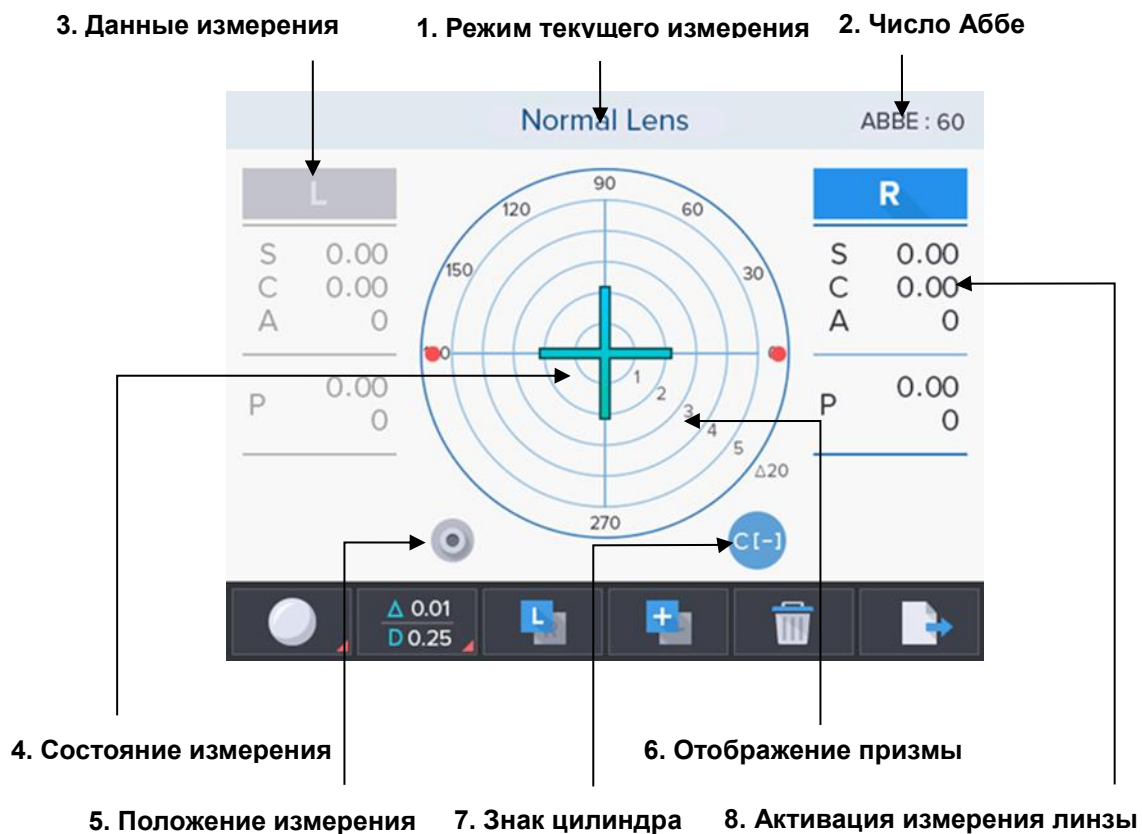 3. Данные измерения
1. Режим текущего измерения
2. Число Аббе
Normal Lens
ABBE : 60
L
R
S 0.00
C 0.00
A 0
P 0.00
0
90
120
60
150
30
1
2
3
4
5
Δ20
270
S 0.00
C 0.00
A 0
P 0.00
0
C[-]
Δ 0.01
D 0.25
L
+
4. Состояние измерения
6. Отображение призмы
5. Положение измерения
7. Знак цилиндра
8. Активация измерения линзы